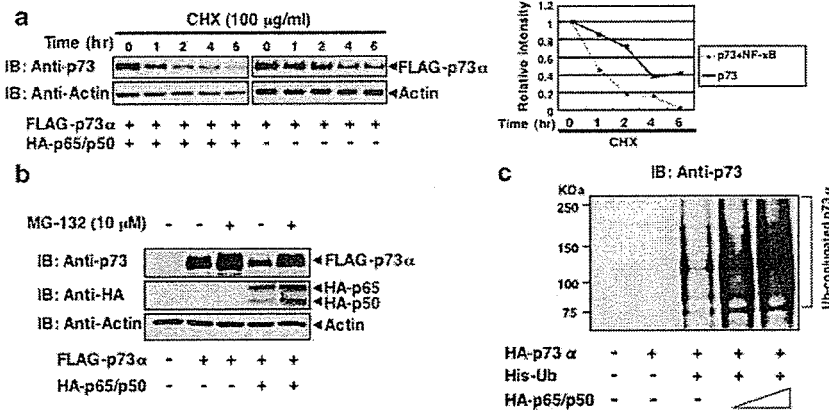 a
CHX (100 µg/ml)
Time (hr) 0 1 2 4 6 0 1 2 4 6
IB: Anti-p73 FLAG-p73α
IB: Anti-Actin Actin
FLAG-p73α + + + + + + + + + +
HA-p65/p50 + + + + + - - - - -
Relative intensity
1.2
1
0.8
0.6
0.4
0.2
0
p73+NF-κB
p73
Time (hr) 0 1 2 4 6
CHX
b
MG-132 (10 µM) - - + - +
IB: Anti-p73 FLAG-p73α
IB: Anti-HA HA-p65
HA-p50
IB: Anti-Actin Actin
FLAG-p73α - + + + +
HA-p65/p50 - - - + +
c
IB: Anti-p73
KDa
250
150
100
75
Ub-conjugated p73α
HA-p73α - + + + +
His-Ub - - + + +
HA-p65/p50 - - -